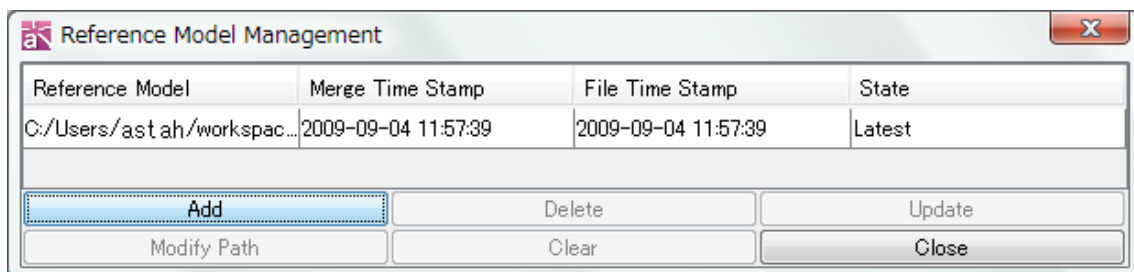 Reference Model Management
Reference Model Merge Time Stamp File Time Stamp State
C:/Users/astah/workspac... 2009-09-04 11:57:39 2009-09-04 11:57:39 Latest
Add Delete Update
Modify Path Clear Close